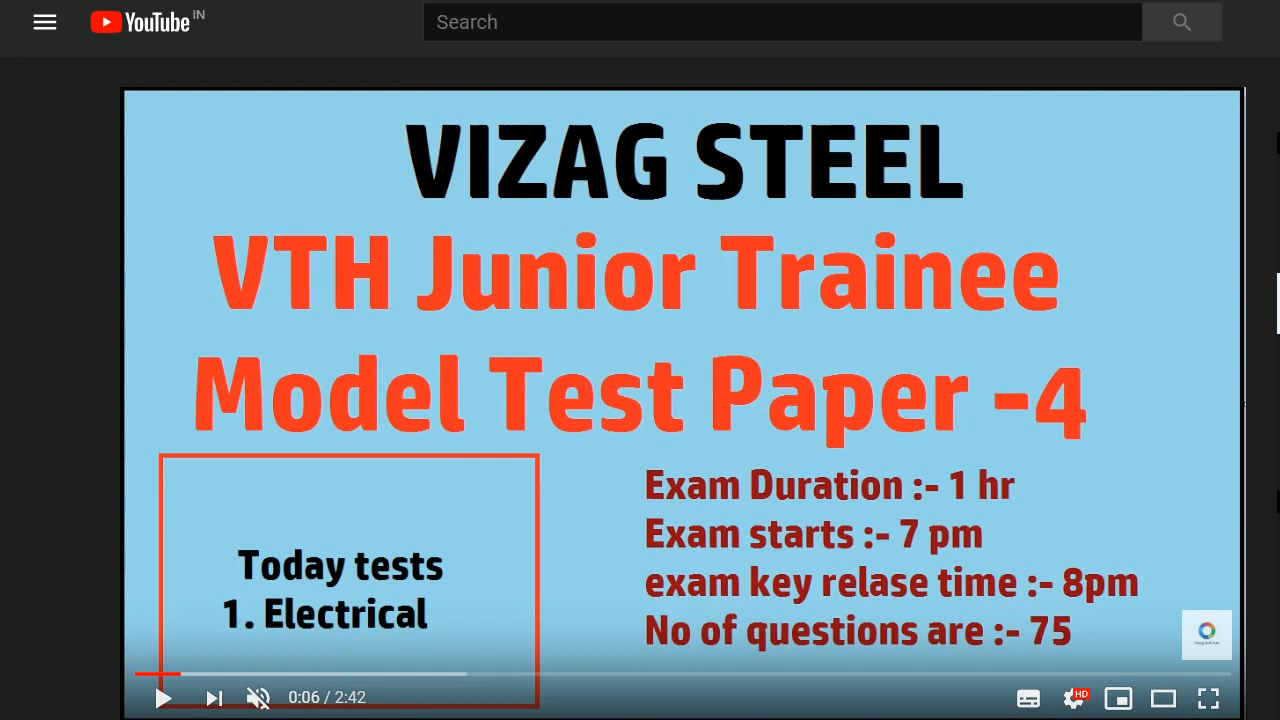 YouTube IN
Search
VIZAG STEEL
VTH Junior Trainee
Model Test Paper -4
Exam Duration :- 1 hr
Exam starts :- 7 pm
exam key relase time :- 8pm
No of questions are :- 75
Today tests
1. Electrical
0:06 / 2:42
HD